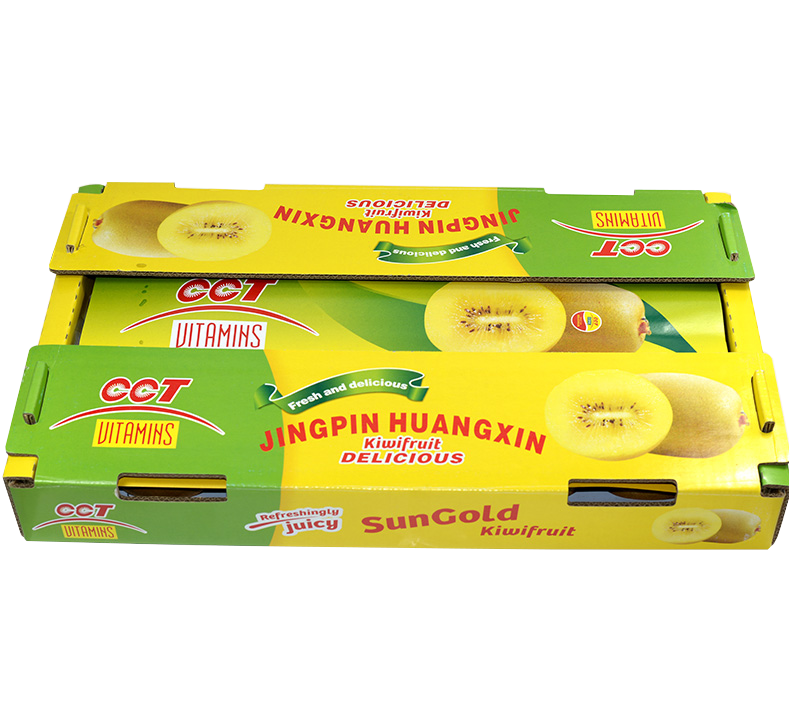 DELICIOUS
Kiwifruit
JINGPIN HUANGXIN
Fresh and delicious
VITAMINS
CCT
CCT
VITAMINS
CCT
VITAMINS
Fresh and delicious
JINGPIN HUANGXIN
Kiwifruit
DELICIOUS
CCT
VITAMINS
Refreshingly
juicy
SunGold
Kiwifruit